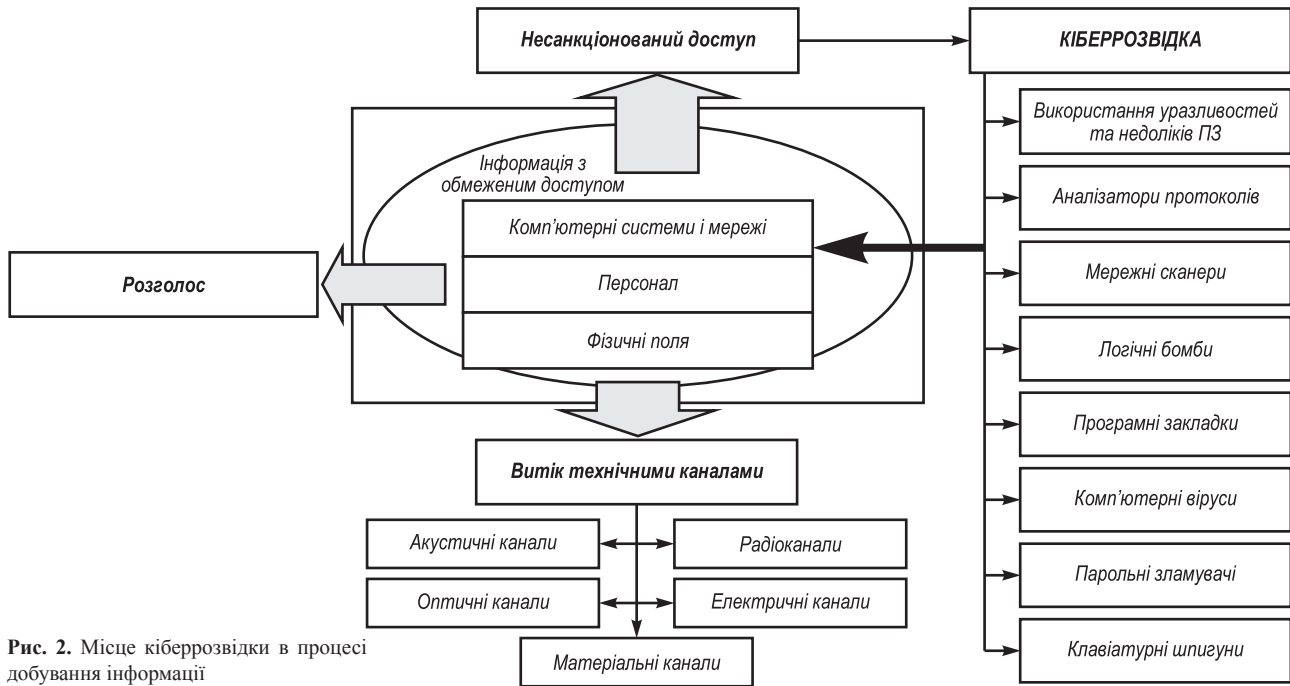 Несанкціонований доступ
КІБЕРРОЗВІДКА
Використання уразливостей
та недоліків ПЗ
Інформація з
обмеженим доступом
Аналізатори протоколів
Комп’ютерні системи і мережі
Мережні сканери
Розголос
Персонал
Фізичні поля
Логічні бомби
Програмні закладки
Витік технічними каналами
Комп’ютерні віруси
Акустичні канали
Радіоканали
Парольні зламувачі
Оптичні канали
Електричні канали
Матеріальні канали
Клавіатурні шпигуни
Рис. 2. Місце кіберрозвідки в процесі
добування інформації